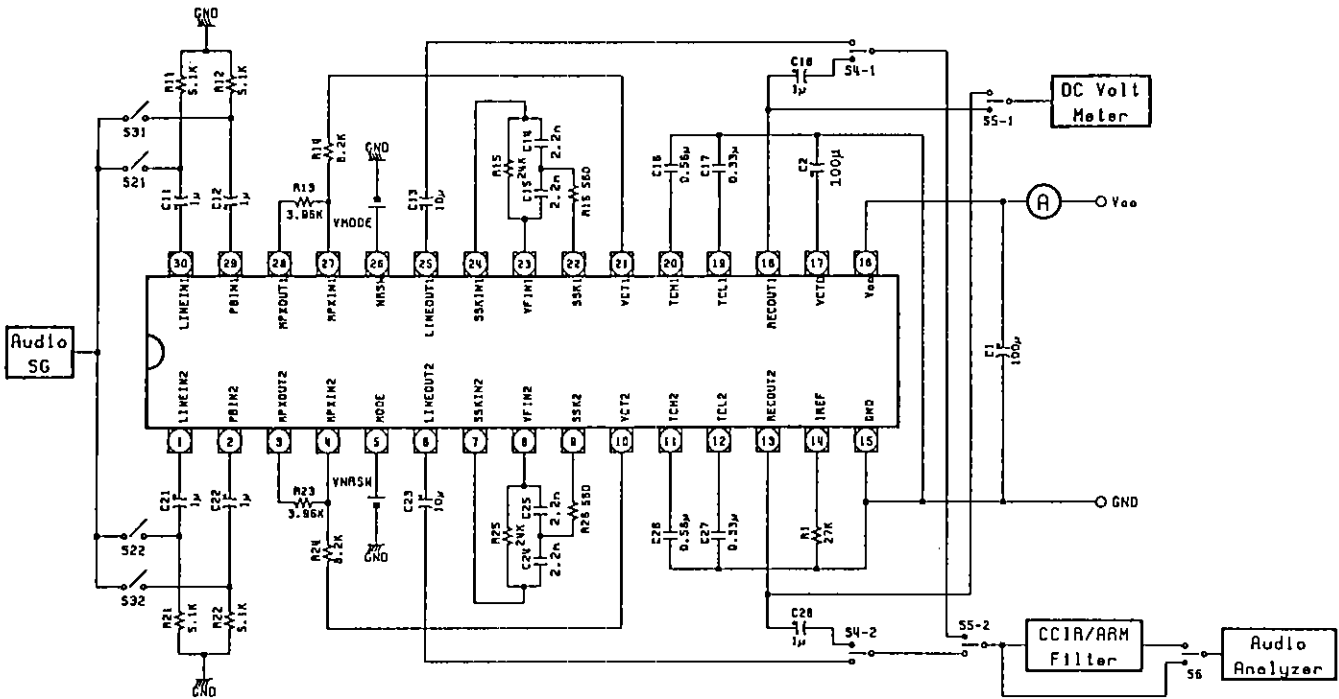 GND
R11
5.1K
R12
5.1K
S31
S21
C11
1μ
C12
1μ
R13
3.96K
R14
8.2K
GND
VMODE
C13
10μ
R15
24K
C14
2.2n
C15
2.2n
R16
560
C16
0.56μ
C17
0.33μ
C2
100μ
C18
1μ
S4-1
S5-1
DC Volt
Meter
A
GND
30
29
28
27
26
25
24
23
22
21
20
19
18
17
16
LINEIN1
PBIN1
MPXOUT1
MPXIN1
NRSW
LINEOUT1
SSKIN1
VFIN1
SSK1
VCT1
TCH1
TCL1
RECOUT1
VCT0
C1
100μ
Audio
SG
LINEIN2
PBIN2
MPXOUT2
MPXIN2
MODE
LINEOUT2
SSKIN2
VFIN2
SSK2
VCT2
TCH2
TCL2
RECOUT2
IREF
GND
1
2
3
4
5
6
7
8
9
10
11
12
13
14
15
C21
1μ
C22
1μ
R23
3.96K
R24
8.2K
VNRSW
GND
C23
10μ
R25
24K
C25
2.2n
C24
2.2n
R26
560
C26
0.56μ
C27
0.33μ
R1
27K
S22
S32
R21
5.1K
R22
5.1K
GND
C28
1μ
S4-2
S5-2
CCIR/ARM
Filter
S6
Audio
Analyzer